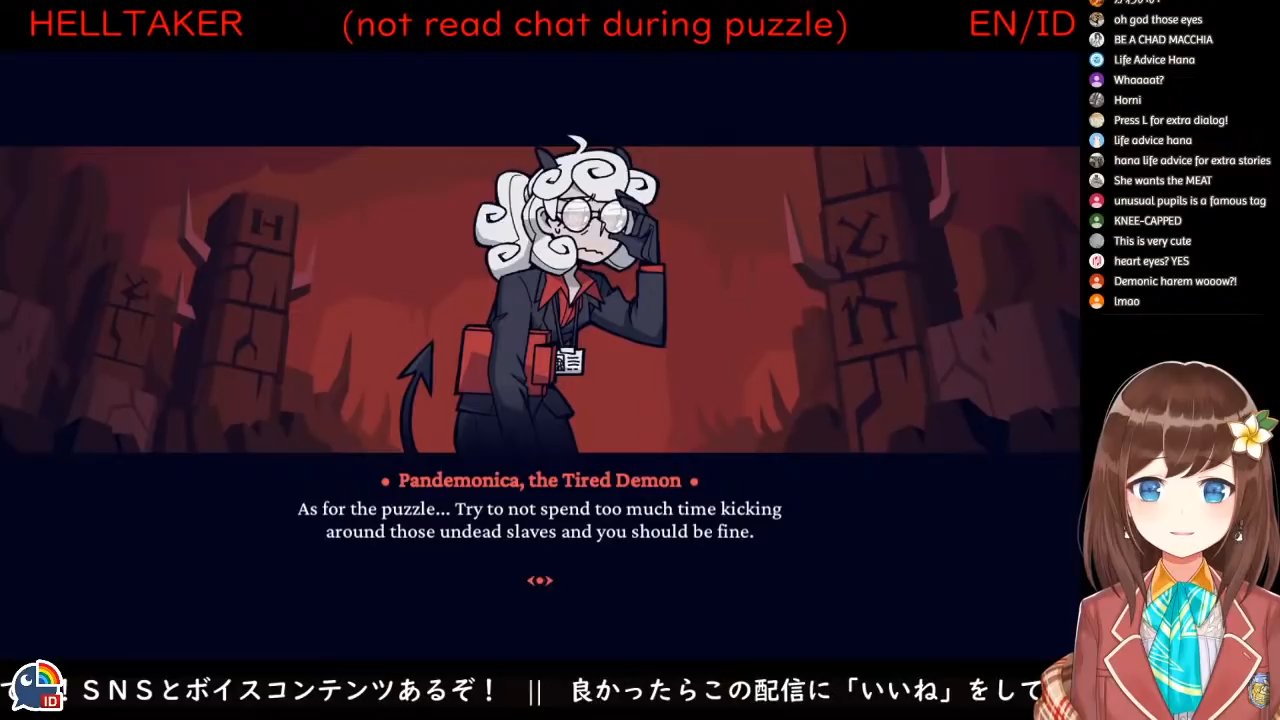 HELLTAKER
(not read chat during puzzle)
EN/ID
oh god those eyes
BE A CHAD MACCHIA
Life Advice Hana
Whaaaat?
Horni
Press L for extra dialog!
life advice hana
hana life advice for extra stories
She wants the MEAT
unusual pupils is a famous tag
KNEE-CAPPED
This is very cute
heart eyes? YES
Demonic harem wooow?!
lmao
• Pandemonica, the Tired Demon •
As for the puzzle... Try to not spend too much time kicking
around those undead slaves and you should be fine.
ID
! ＳＮＳとボイスコンテンツあるぞ！ || 良かったらこの配信に「いいね」をして